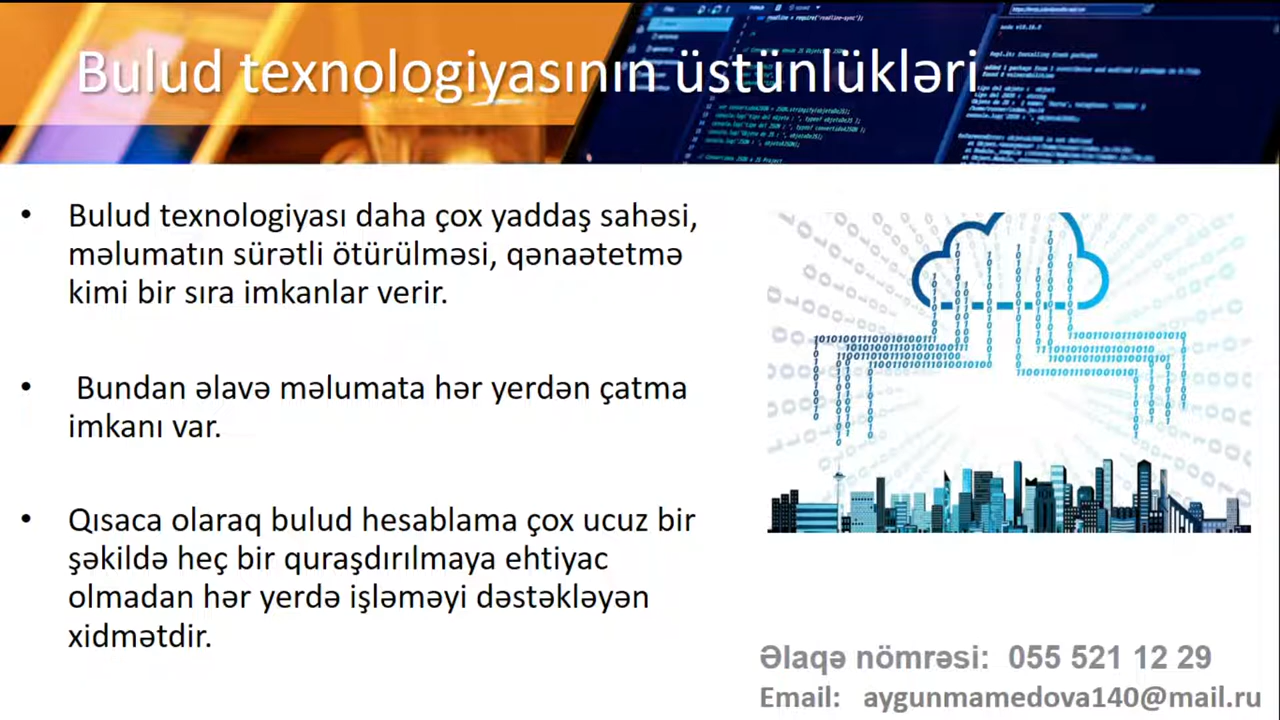 Bulud texnologiyasının üstünlükləri
• Bulud texnologiyası daha çox yaddaş sahəsi,
məlumatın sürətli ötürülməsi, qənaətetmə
kimi bir sıra imkanlar verir.
• Bundan əlavə məlumata hər yerdən çatma
imkanı var.
• Qısaca olaraq bulud hesablama çox ucuz bir
şəkildə heç bir quraşdırılmaya ehtiyac
olmadan hər yerdə işləməyi dəstəkləyən
xidmətdir.
Əlaqə nömrəsi: 055 521 12 29
Email: aygunmamedova140@mail.ru